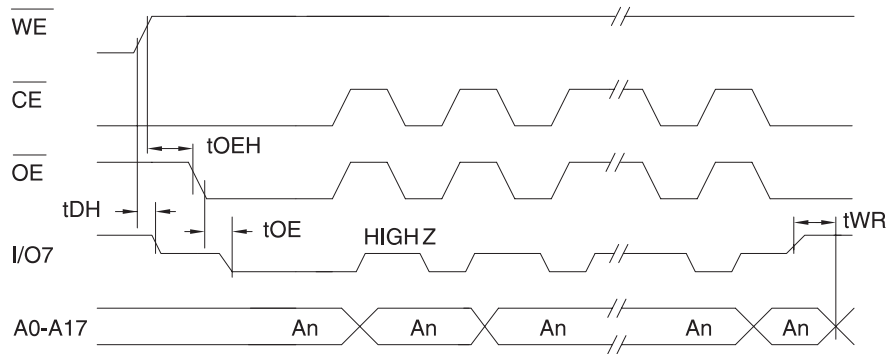 WE
CE
tOEH
OE
tDH
tOE
HIGH Z
tWR
I/O7
A0-A17
An
An
An
An
An